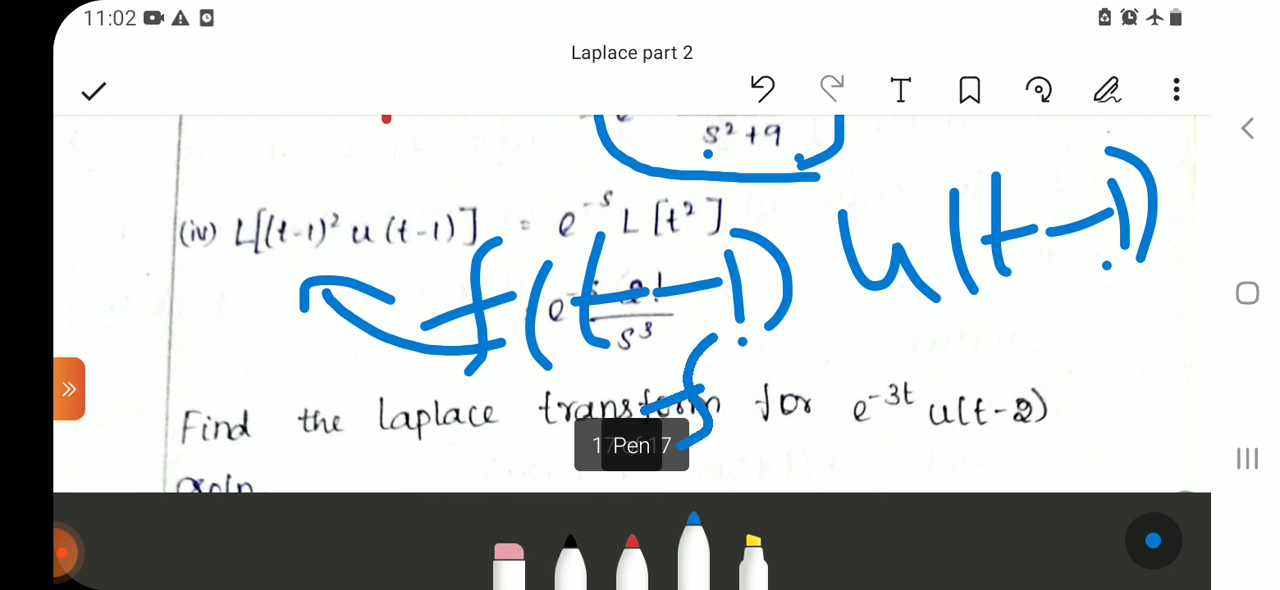 11:02
Laplace part 2
s² + 9
(iv) L[(t-1)² u (t-1)] = e^-s L [t²]
f(t-1) u(t-1)
2!
s³
Find the laplace transform for e^-3t u(t-2)
Pen